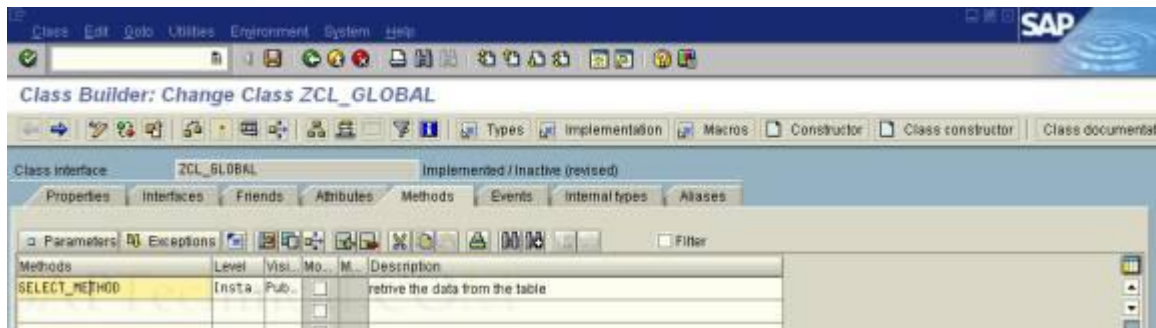 Class Edit Goto Utilities Environment System Help
SAP
Class Builder: Change Class ZCL_GLOBAL
Types Implementation Macros Constructor Class constructor Class documentat
Class interface ZCL_GLOBAL Implemented / Inactive (revised)
Properties Interfaces Friends Attributes Methods Events Internal types Aliases
Parameters Exceptions Filter
Methods Level Visi... Mo... M... Description
SELECT_METHOD Insta.. Pub.. retrive the data from the table